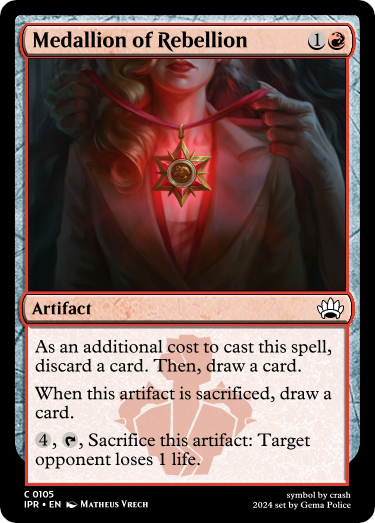 Medallion of Rebellion 1
Artifact
As an additional cost to cast this spell,
discard a card. Then, draw a card.
When this artifact is sacrificed, draw a
card.
4, , Sacrifice this artifact: Target
opponent loses 1 life.
C 0105
IPR • EN Matheus Vrech
symbol by crash
2024 set by Gema Police